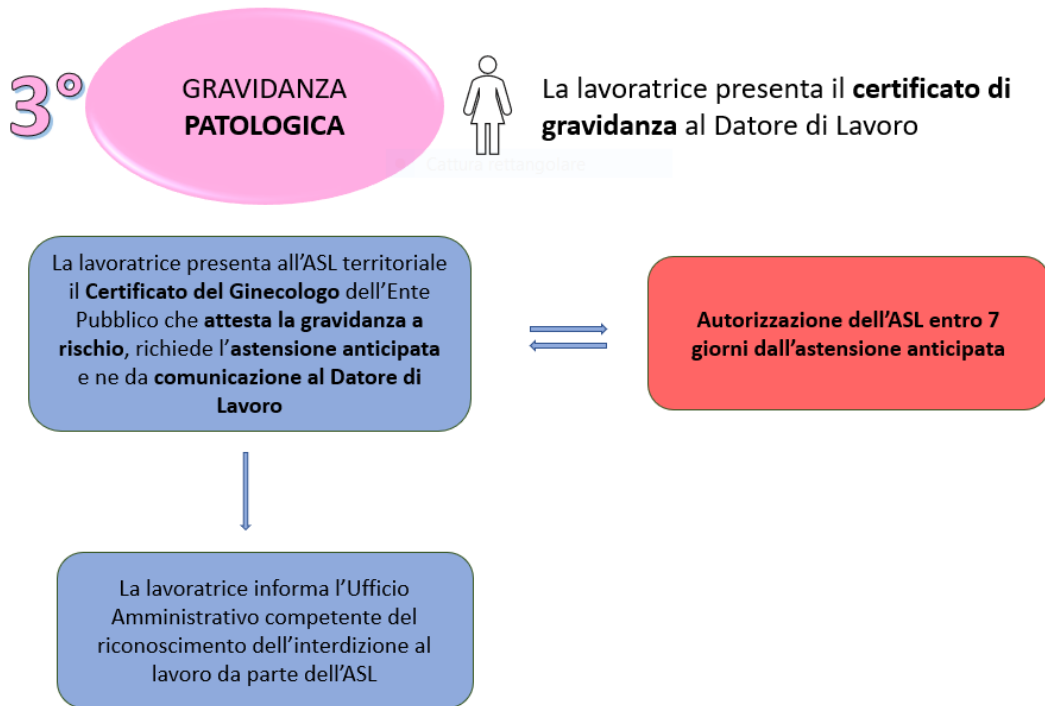 3°
GRAVIDANZA
PATOLOGICA
La lavoratrice presenta il certificato di
gravidanza al Datore di Lavoro
Cattura rettangolare
La lavoratrice presenta all’ASL territoriale
il Certificato del Ginecologo dell’Ente
Pubblico che attesta la gravidanza a
rischio, richiede l’astensione anticipata
e ne da comunicazione al Datore di
Lavoro
Autorizzazione dell’ASL entro 7
giorni dall’astensione anticipata
La lavoratrice informa l’Ufficio
Amministrativo competente del
riconoscimento dell’interdizione al
lavoro da parte dell’ASL